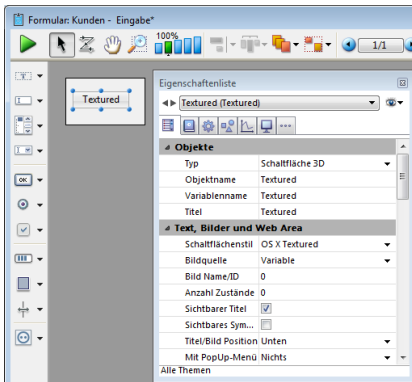 Formular: Kunden - Eingabe*
100%
1/1
Textured
Eigenschaftenliste
Textured (Textured)
Objekte
Typ Schaltfläche 3D
Objektname Textured
Variablenname Textured
Titel Textured
Text, Bilder und Web Area
Schaltflächenstil OS X Textured
Bildquelle Variable
Bild Name/ID 0
Anzahl Zustände 0
Sichtbarer Titel
Sichtbares Sym...
Titel/Bild Position Unten
Mit PopUp-Menü Nichts
Alle Themen
OK